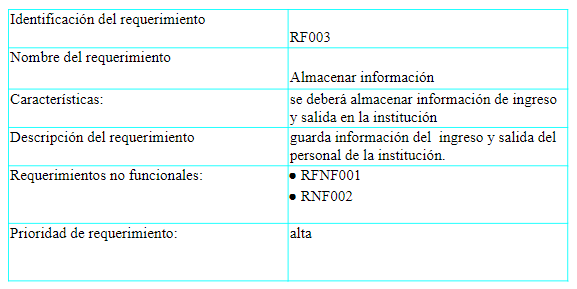 Identificación del requerimiento
RF003
Nombre del requerimiento
Almacenar información
Características:
se deberá almacenar información de ingreso
y salida en la institución
Descripción del requerimiento
guarda información del  ingreso y salida del
personal de la institución.
Requerimientos no funcionales:
● RFNF001
● RNF002
Prioridad de requerimiento:
alta